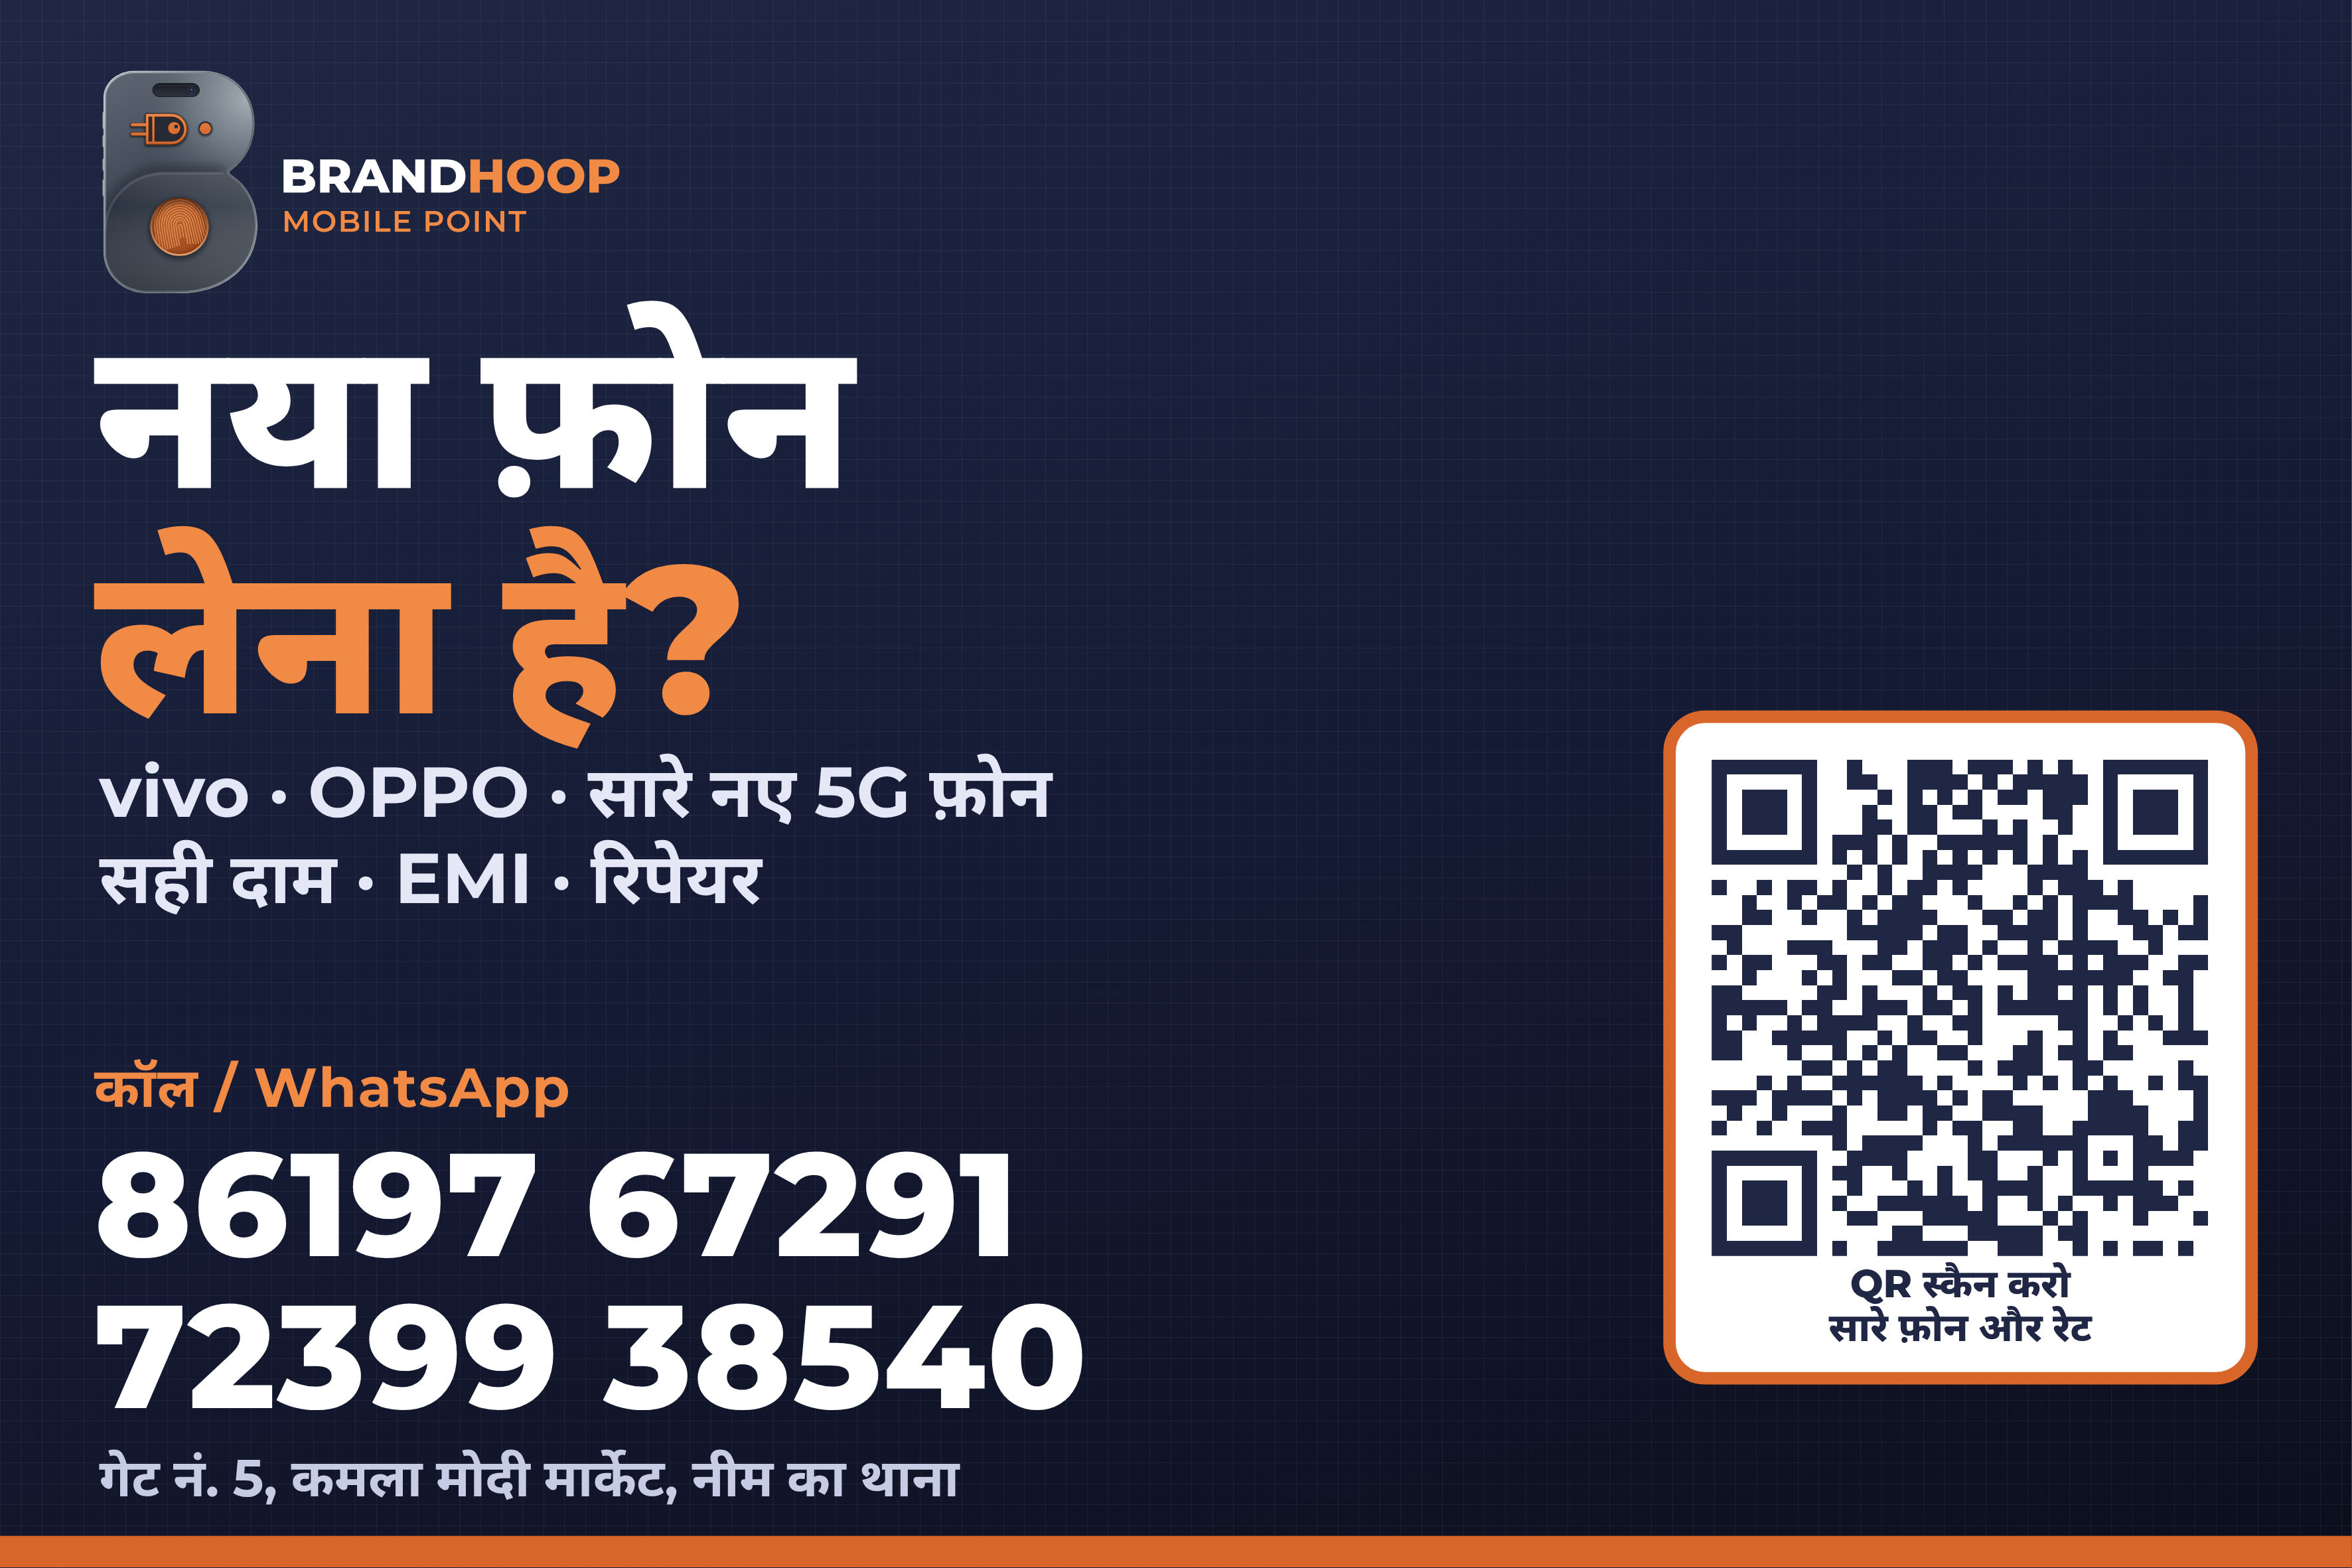 BRANDHOOP
MOBILE POINT
नया फ़ोन
लेना है?
vivo · OPPO · सारे नए 5G फ़ोन
सही दाम · EMI · रिपेयर
कॉल / WhatsApp
86197 67291
72399 38540
गेट नं. 5, कमला मोदी मार्केट, नीम का थाना
QR स्कैन करो
सारे फ़ोन और रेट